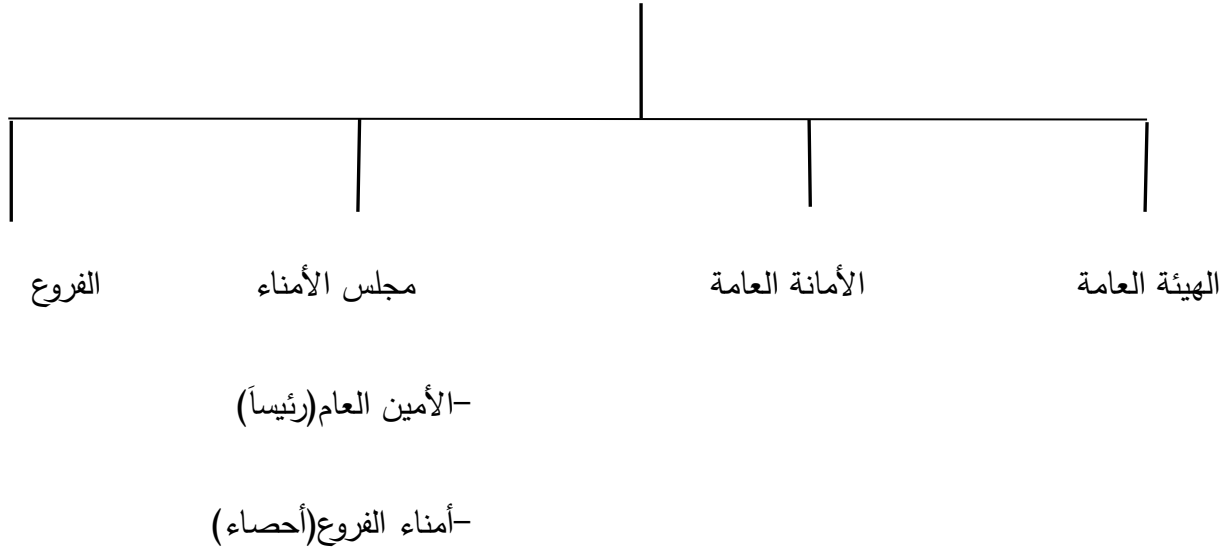 الهيئة العامة الأمانة العامة مجلس الأمناء الفروع
-الأمين العام(رئيساَ)
-أمناء الفروع(أحصاء)